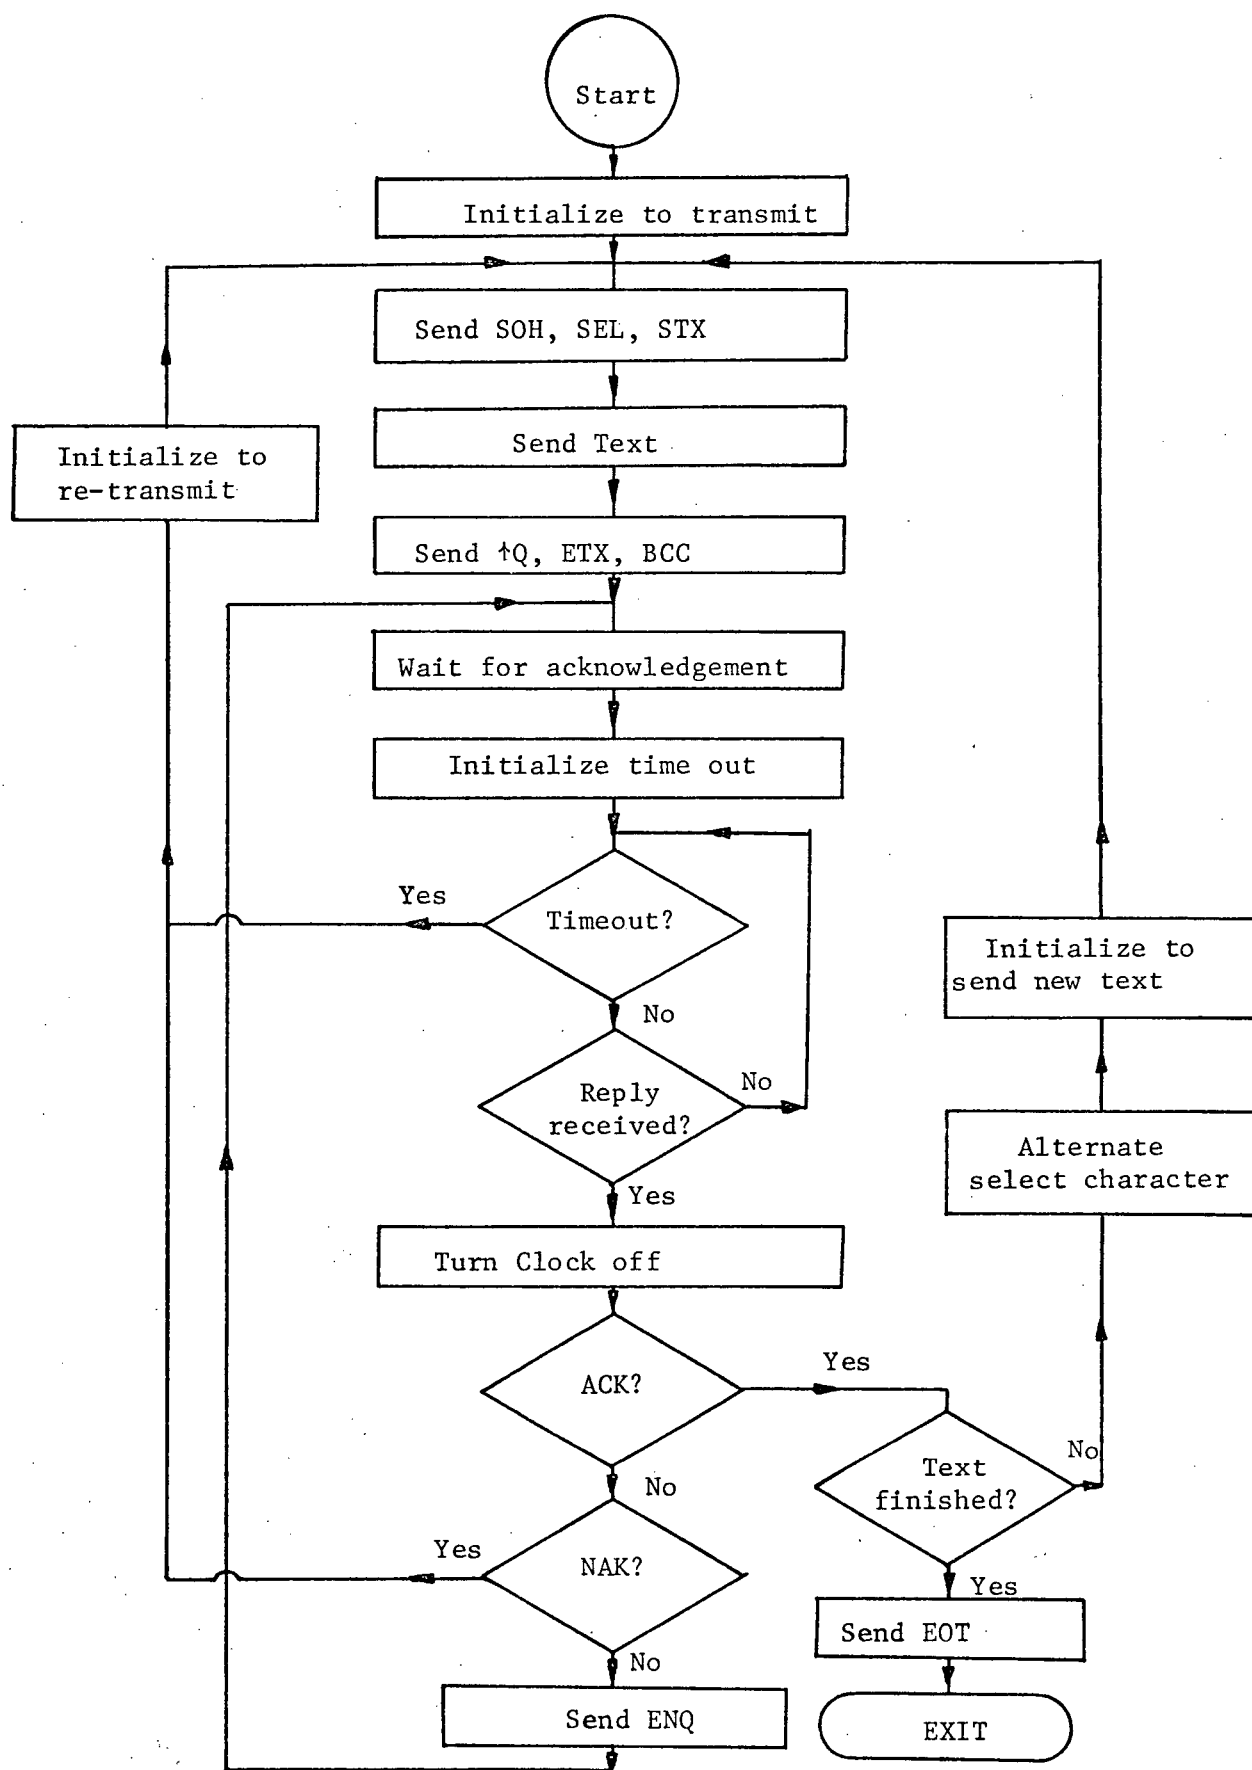 Start
Initialize to transmit
Send SOH, SEL, STX
Send Text
Initialize to
re-transmit
Send ↑Q, ETX, BCC
Wait for acknowledgement
Initialize time out
Yes
Timeout?
No
Initialize to
send new text
Reply
received?
No
Yes
Alternate
select character
Turn Clock off
ACK?
Yes
No
Text
finished?
No
Yes
NAK?
Yes
No
Send EOT
Send ENQ
EXIT